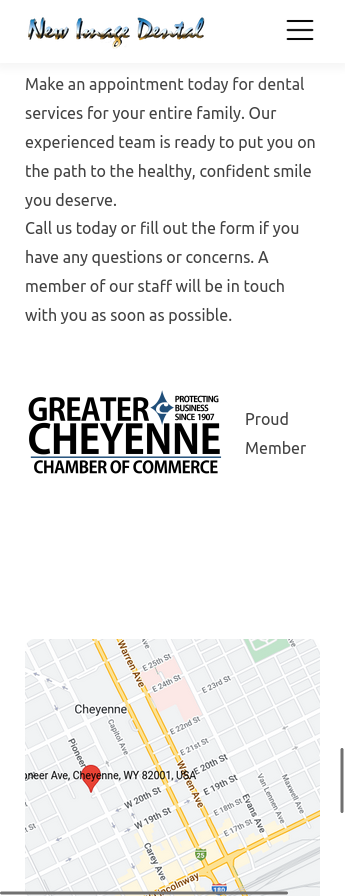 New Image Dental
Make an appointment today for dental
services for your entire family. Our
experienced team is ready to put you on
the path to the healthy, confident smile
you deserve.
Call us today or fill out the form if you
have any questions or concerns. A
member of our staff will be in touch
with you as soon as possible.
GREATER
PROTECTING
BUSINESS
SINCE 1907
CHEYENNE
CHAMBER OF COMMERCE
Proud
Member
Warren Ave
E 25th St
E 24th St
E 23rd St
Cheyenne
Capitol Ave
E 22nd St
Pioneer
E 21st St
E 20th St
neer Ave, Cheyenne, WY 82001, USA
Warren Ave
E 19th St
Van Lennen Ave
Maxwell Ave
W 20th St
Evans Ave
E 18th St
W 19th St
E 17th St
Carey Ave
25
Lincolnway
180